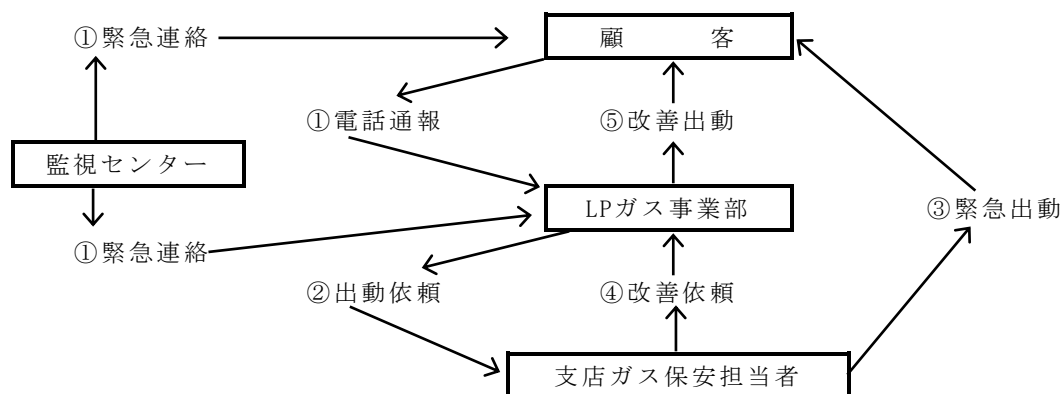 ①緊急連絡
顧　　客
①電話通報
⑤改善出動
監視センター
LPガス事業部
③緊急出動
①緊急連絡
②出動依頼
④改善依頼
支店ガス保安担当者